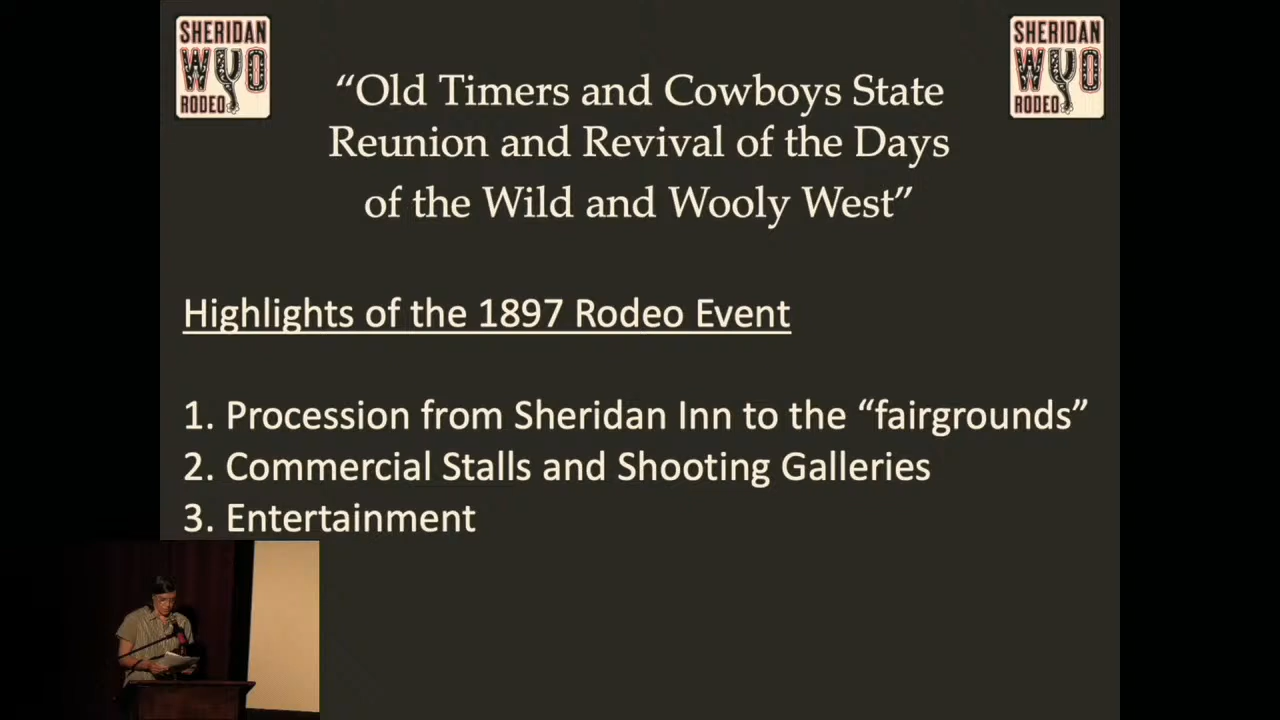 SHERIDAN
WYO
RODEO
SHERIDAN
WYO
RODEO
“Old Timers and Cowboys State
Reunion and Revival of the Days
of the Wild and Wooly West”
Highlights of the 1897 Rodeo Event
1. Procession from Sheridan Inn to the “fairgrounds”
2. Commercial Stalls and Shooting Galleries
3. Entertainment